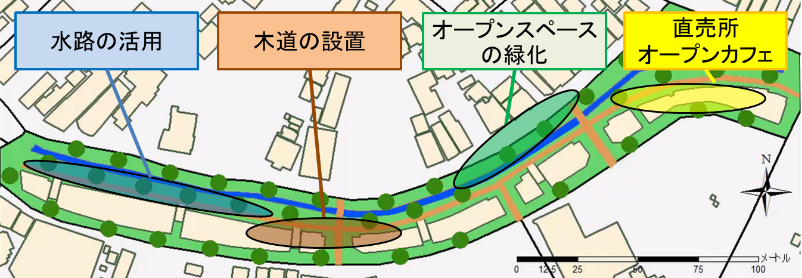 水路の活用
木道の設置
オープンスペース
の緑化
直売所
オープンカフェ
N
メートル
0 12.5 25 50 75 100